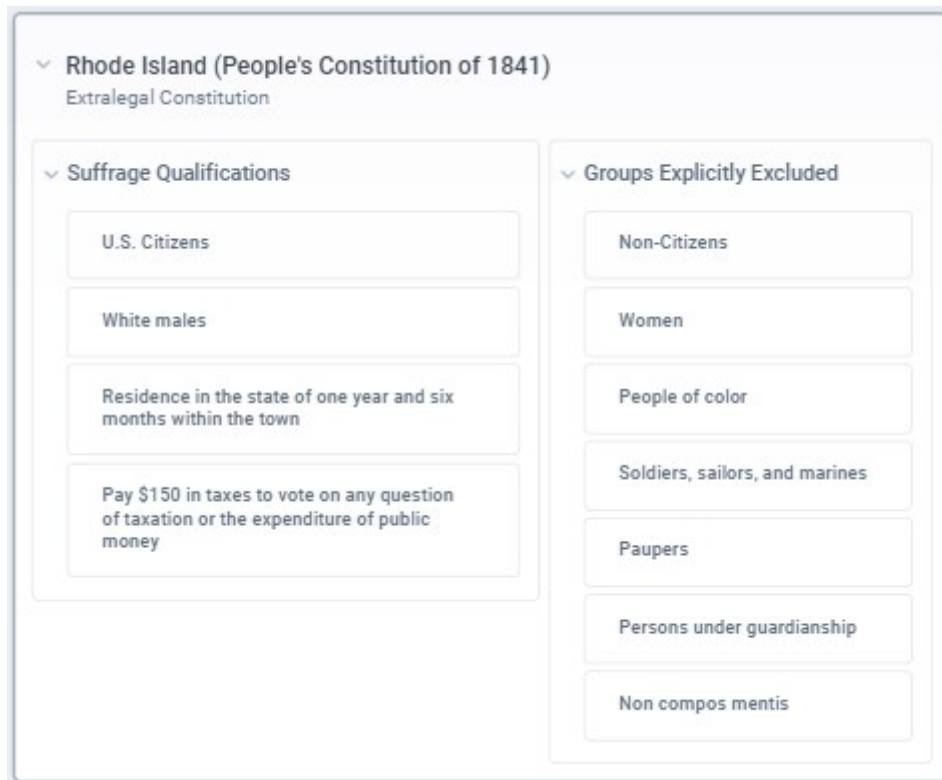 Rhode Island (People's Constitution of 1841)
Extralegal Constitution
Suffrage Qualifications
U.S. Citizens
White males
Residence in the state of one year and six
months within the town
Pay $150 in taxes to vote on any question
of taxation or the expenditure of public
money
Groups Explicitly Excluded
Non-Citizens
Women
People of color
Soldiers, sailors, and marines
Paupers
Persons under guardianship
Non compos mentis